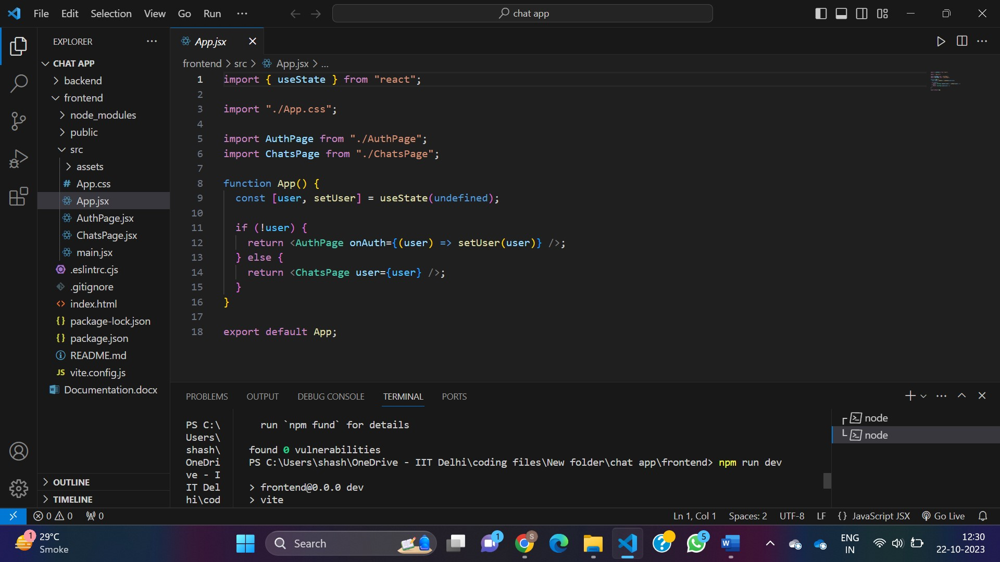 File Edit Selection View Go Run ···
chat app
EXPLORER ···
CHAT APP
backend
frontend
node_modules
public
src
assets
# App.css
App.jsx
AuthPage.jsx
ChatsPage.jsx
main.jsx
.eslintrc.cjs
.gitignore
<> index.html
{} package-lock.json
{} package.json
README.md
JS vite.config.js
W Documentation.docx
OUTLINE
TIMELINE
App.jsx
frontend > src > App.jsx > ...
1 import { useState } from "react";
2
3 import "./App.css";
4
5 import AuthPage from "./AuthPage";
6 import ChatsPage from "./ChatsPage";
7
8 function App() {
9 const [user, setUser] = useState(undefined);
10
11 if (!user) {
12 return <AuthPage onAuth={(user) => setUser(user)} />;
13 } else {
14 return <ChatsPage user={user} />;
15 }
16 }
17
18 export default App;
PROBLEMS OUTPUT DEBUG CONSOLE TERMINAL PORTS
PS C:\
Users\
shash\
OneDri
ve - I
IT Del
hi\cod
run `npm fund` for details
found 0 vulnerabilities
PS C:\Users\shash\OneDrive - IIT Delhi\coding files\New folder\chat app\frontend> npm run dev
> frontend@0.0.0 dev
> vite
node
node
0 0 0
Ln 1, Col 1 Spaces: 2 UTF-8 LF {} JavaScript JSX Go Live
1 29°C
Smoke
Search
1
S
5
W
ENG
IN
12:30
22-10-2023